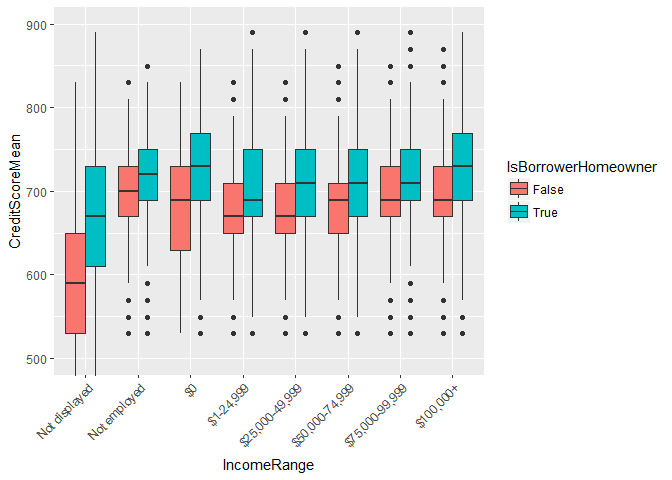 900
800
700
600
500
CreditScoreMean
Not displayed
Not employed
$0
$1-24,999
$25,000-49,999
$50,000-74,999
$75,000-99,999
$100,000+
IncomeRange
IsBorrowerHomeowner
False
True